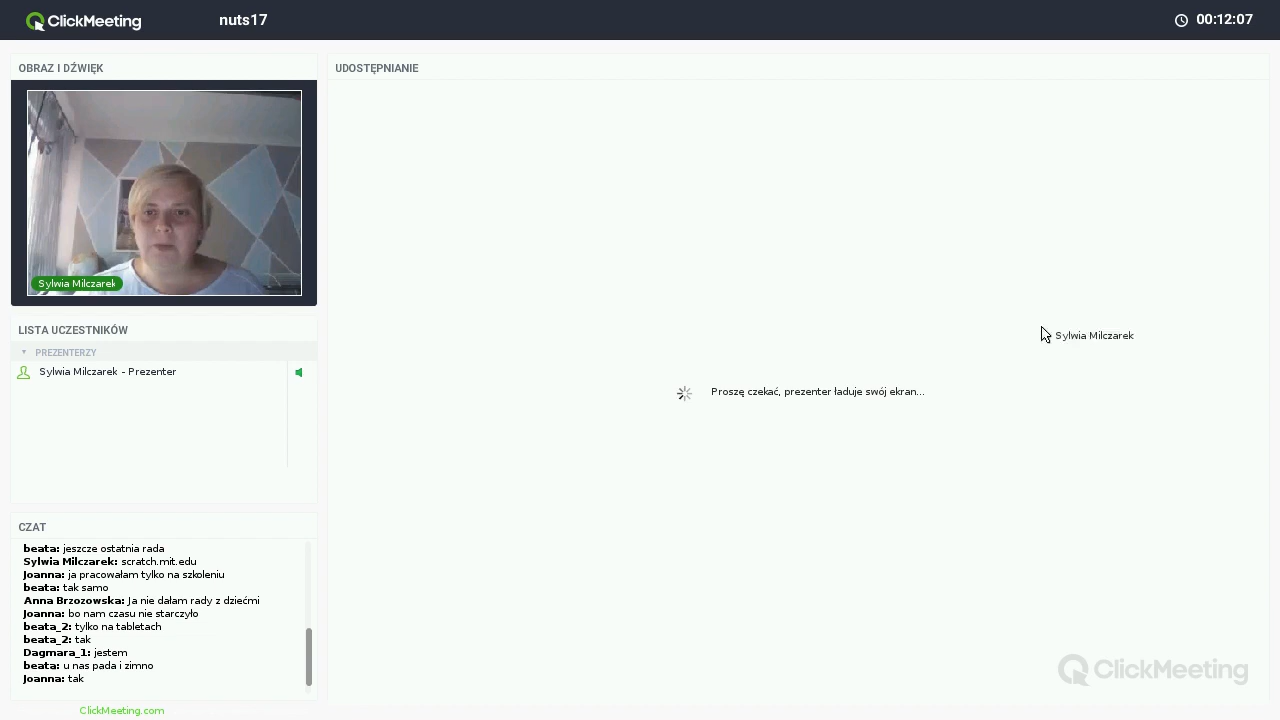 ClickMeeting
nuts17
00:12:07
OBRAZ I DŹWIĘK
Sylwia Milczarek
LISTA UCZESTNIKÓW
PREZENTERZY
Sylwia Milczarek - Prezenter
CZAT
beata: jeszcze ostatnia rada
Sylwia Milczarek: scratch.mit.edu
Joanna: ja pracowałam tylko na szkoleniu
beata: tak samo
Anna Brzozowska: Ja nie dałam rady z dziećmi
Joanna: bo nam czasu nie starczyło
beata_2: tylko na tabletach
beata_2: tak
Dagmara_1: jestem
beata: u nas pada i zimno
Joanna: tak
ClickMeeting.com
UDOSTĘPNIANIE
Sylwia Milczarek
Proszę czekać, prezenter ładuje swój ekran...
ClickMeeting